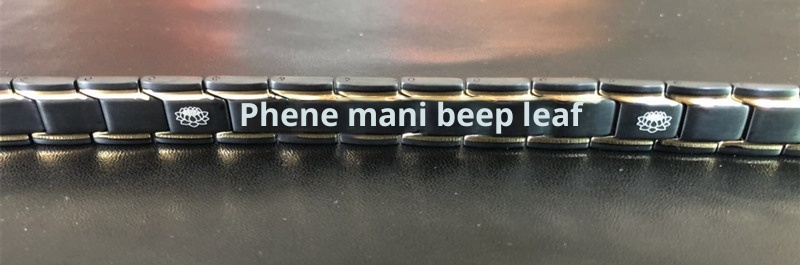 Phene mani beep leaf